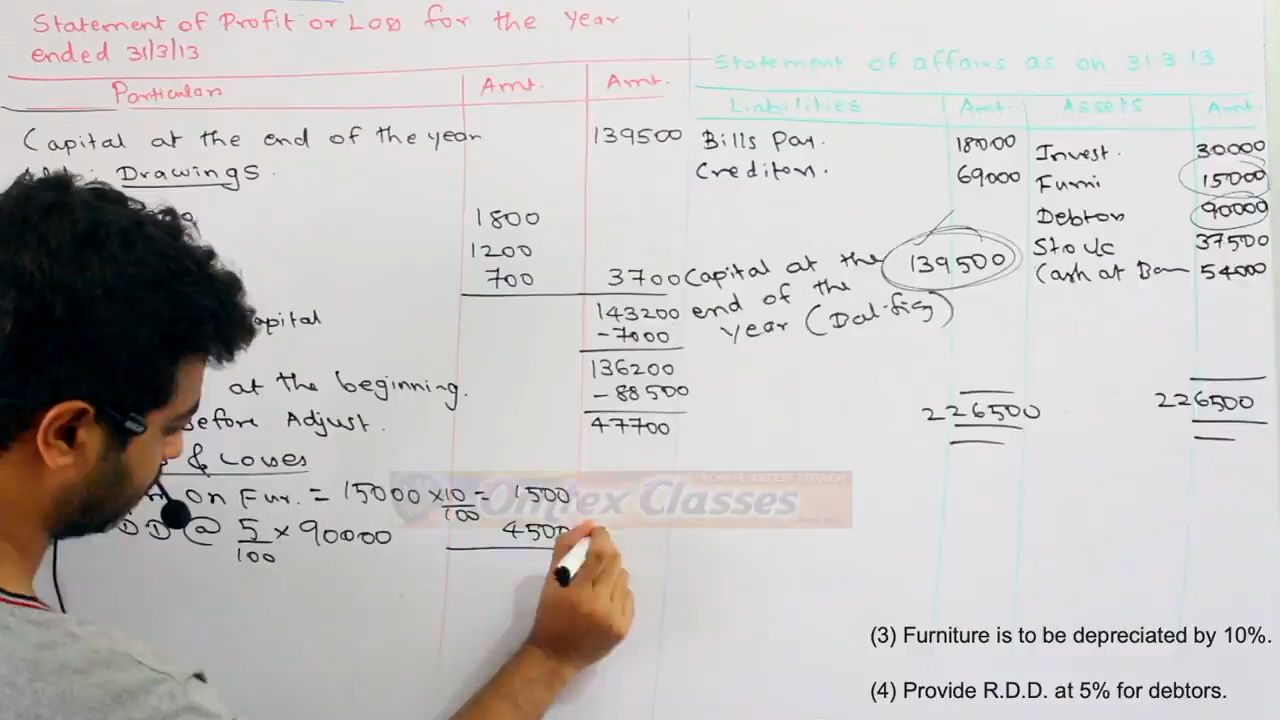 Statement of Profit or Loss for the Year
ended 31/3/13
Particulars Amt. Amt.
Capital at the end of the year 139500
Drawings.
1800
1200
700 3700
apital 143200
-7000
136200
at the beginning. -88500
efore Adjust. 47700
& Losses
on Fur. = 15000 x 10/100 = 1500
DD @ 5/100 x 90000 4500
Statement of affairs as on 31.3.13
Liabilities Amt. Assets Amt.
Bills Pay. 18000 Invest. 30000
Creditors. 69000 Furni 15000
Debtors 90000
Stock 37500
Capital at the 139500 Cash at Ban 54000
end of the
year (Bal.fig)
226500 226500
Omtex Classes
(3) Furniture is to be depreciated by 10%.
(4) Provide R.D.D. at 5% for debtors.